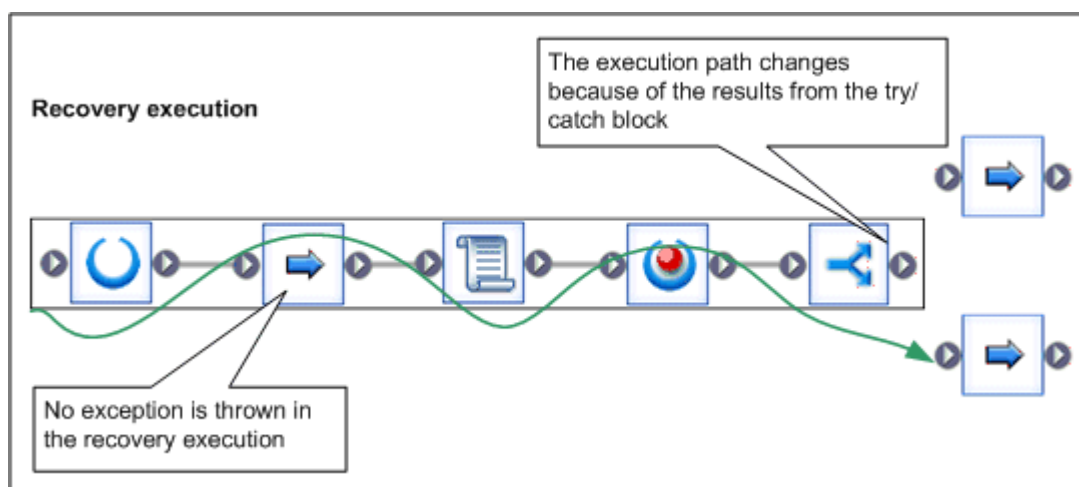 The execution path changes
because of the results from the try/
catch block
Recovery execution
No exception is thrown in
the recovery execution